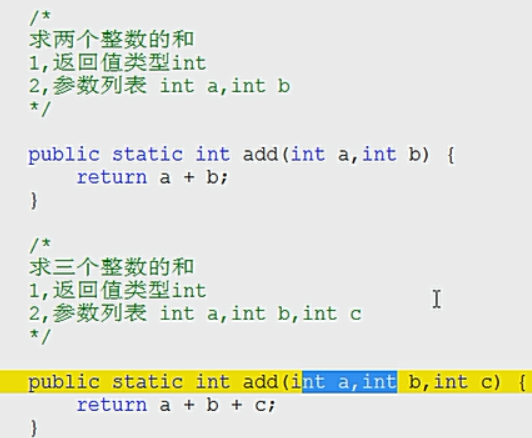 /*
求两个整数的和
1,返回值类型int
2,参数列表 int a,int b
*/
public static int add(int a,int b) {
return a + b;
}
/*
求三个整数的和
1,返回值类型int
2,参数列表 int a,int b,int c
*/
public static int add(int a,int b,int c) {
return a + b + c;
}